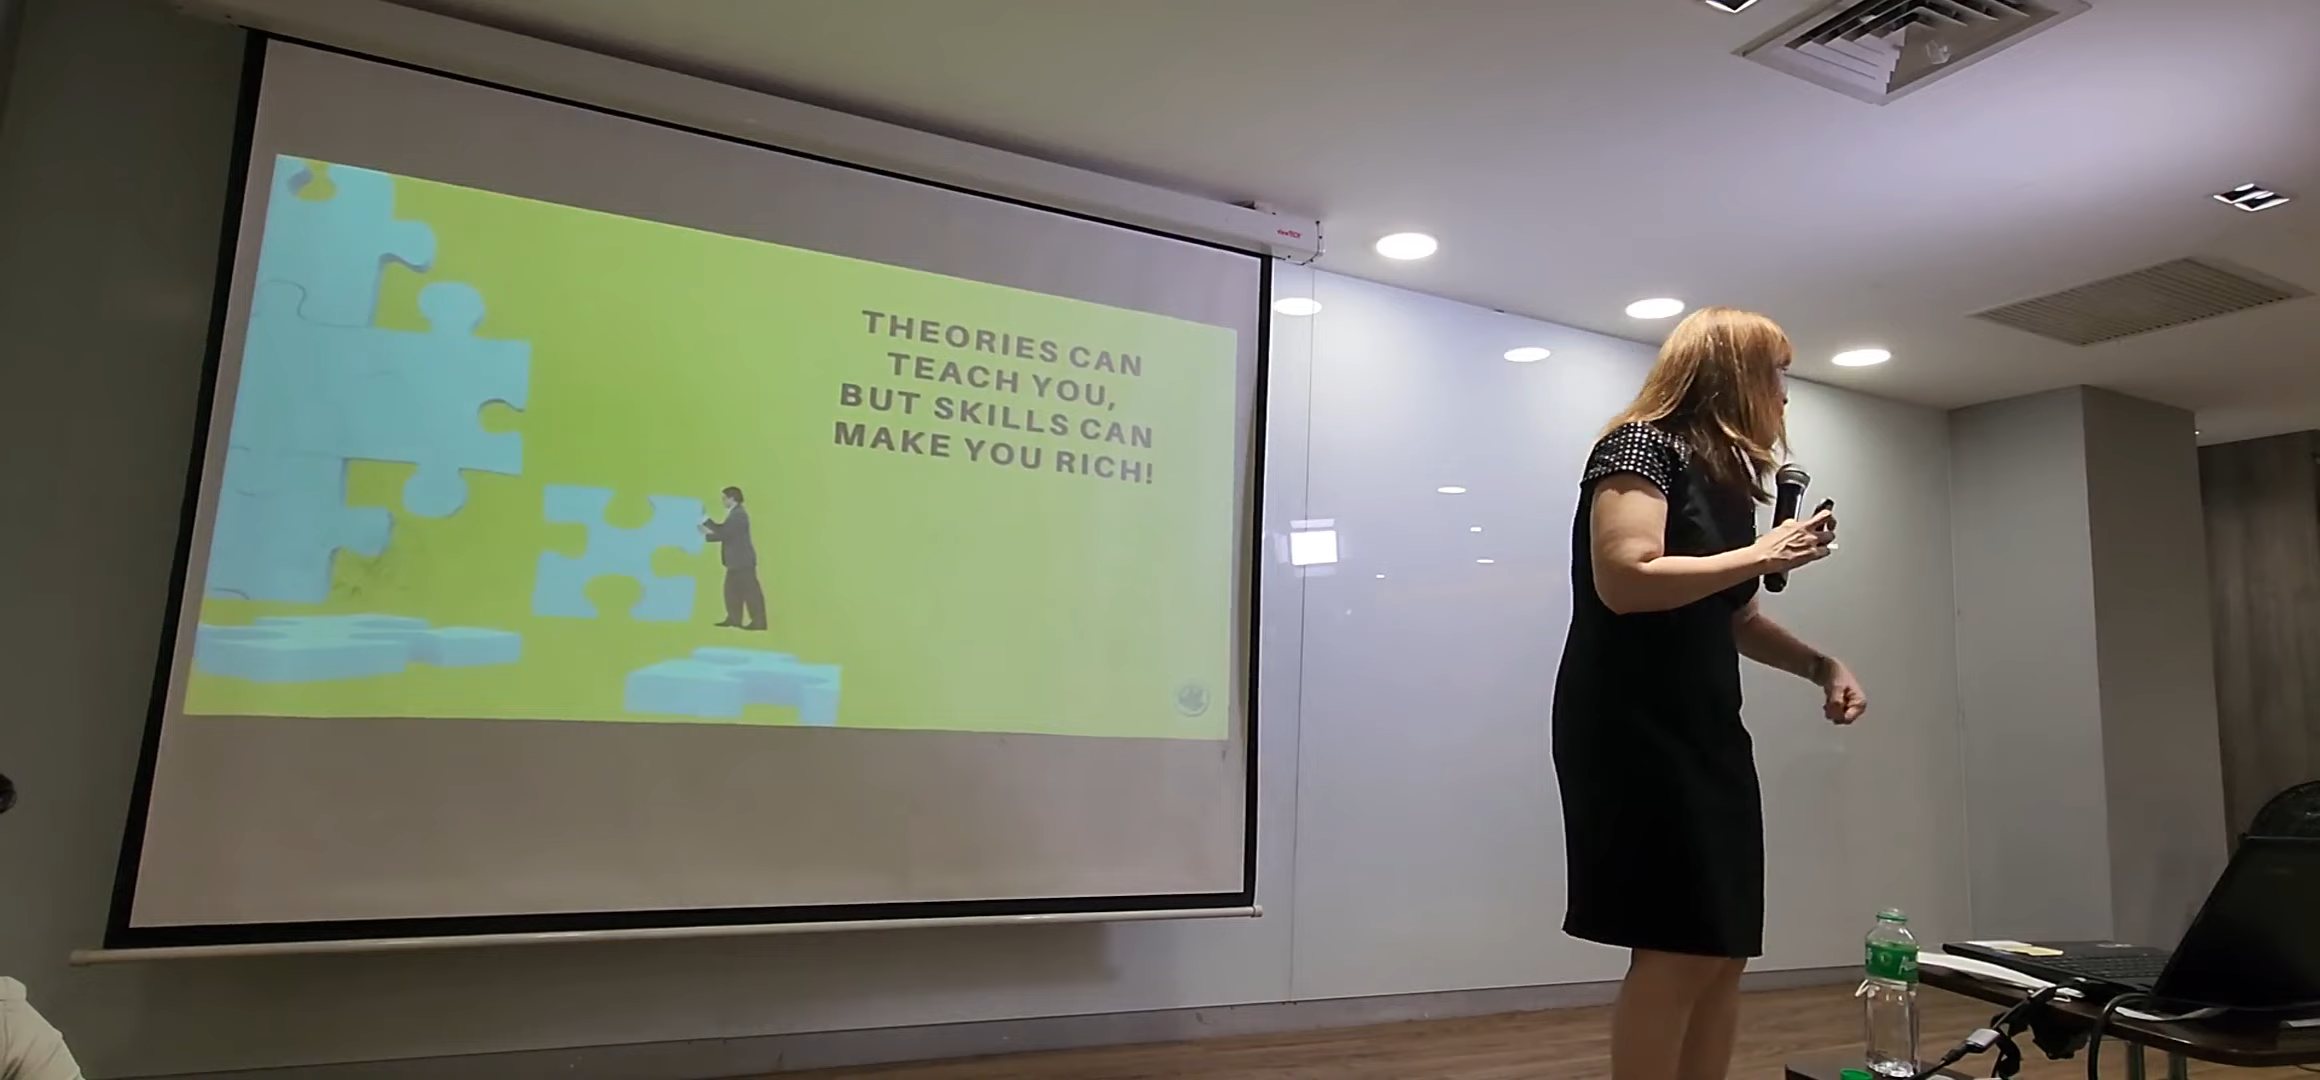 THEORIES CAN
TEACH YOU,
BUT SKILLS CAN
MAKE YOU RICH!